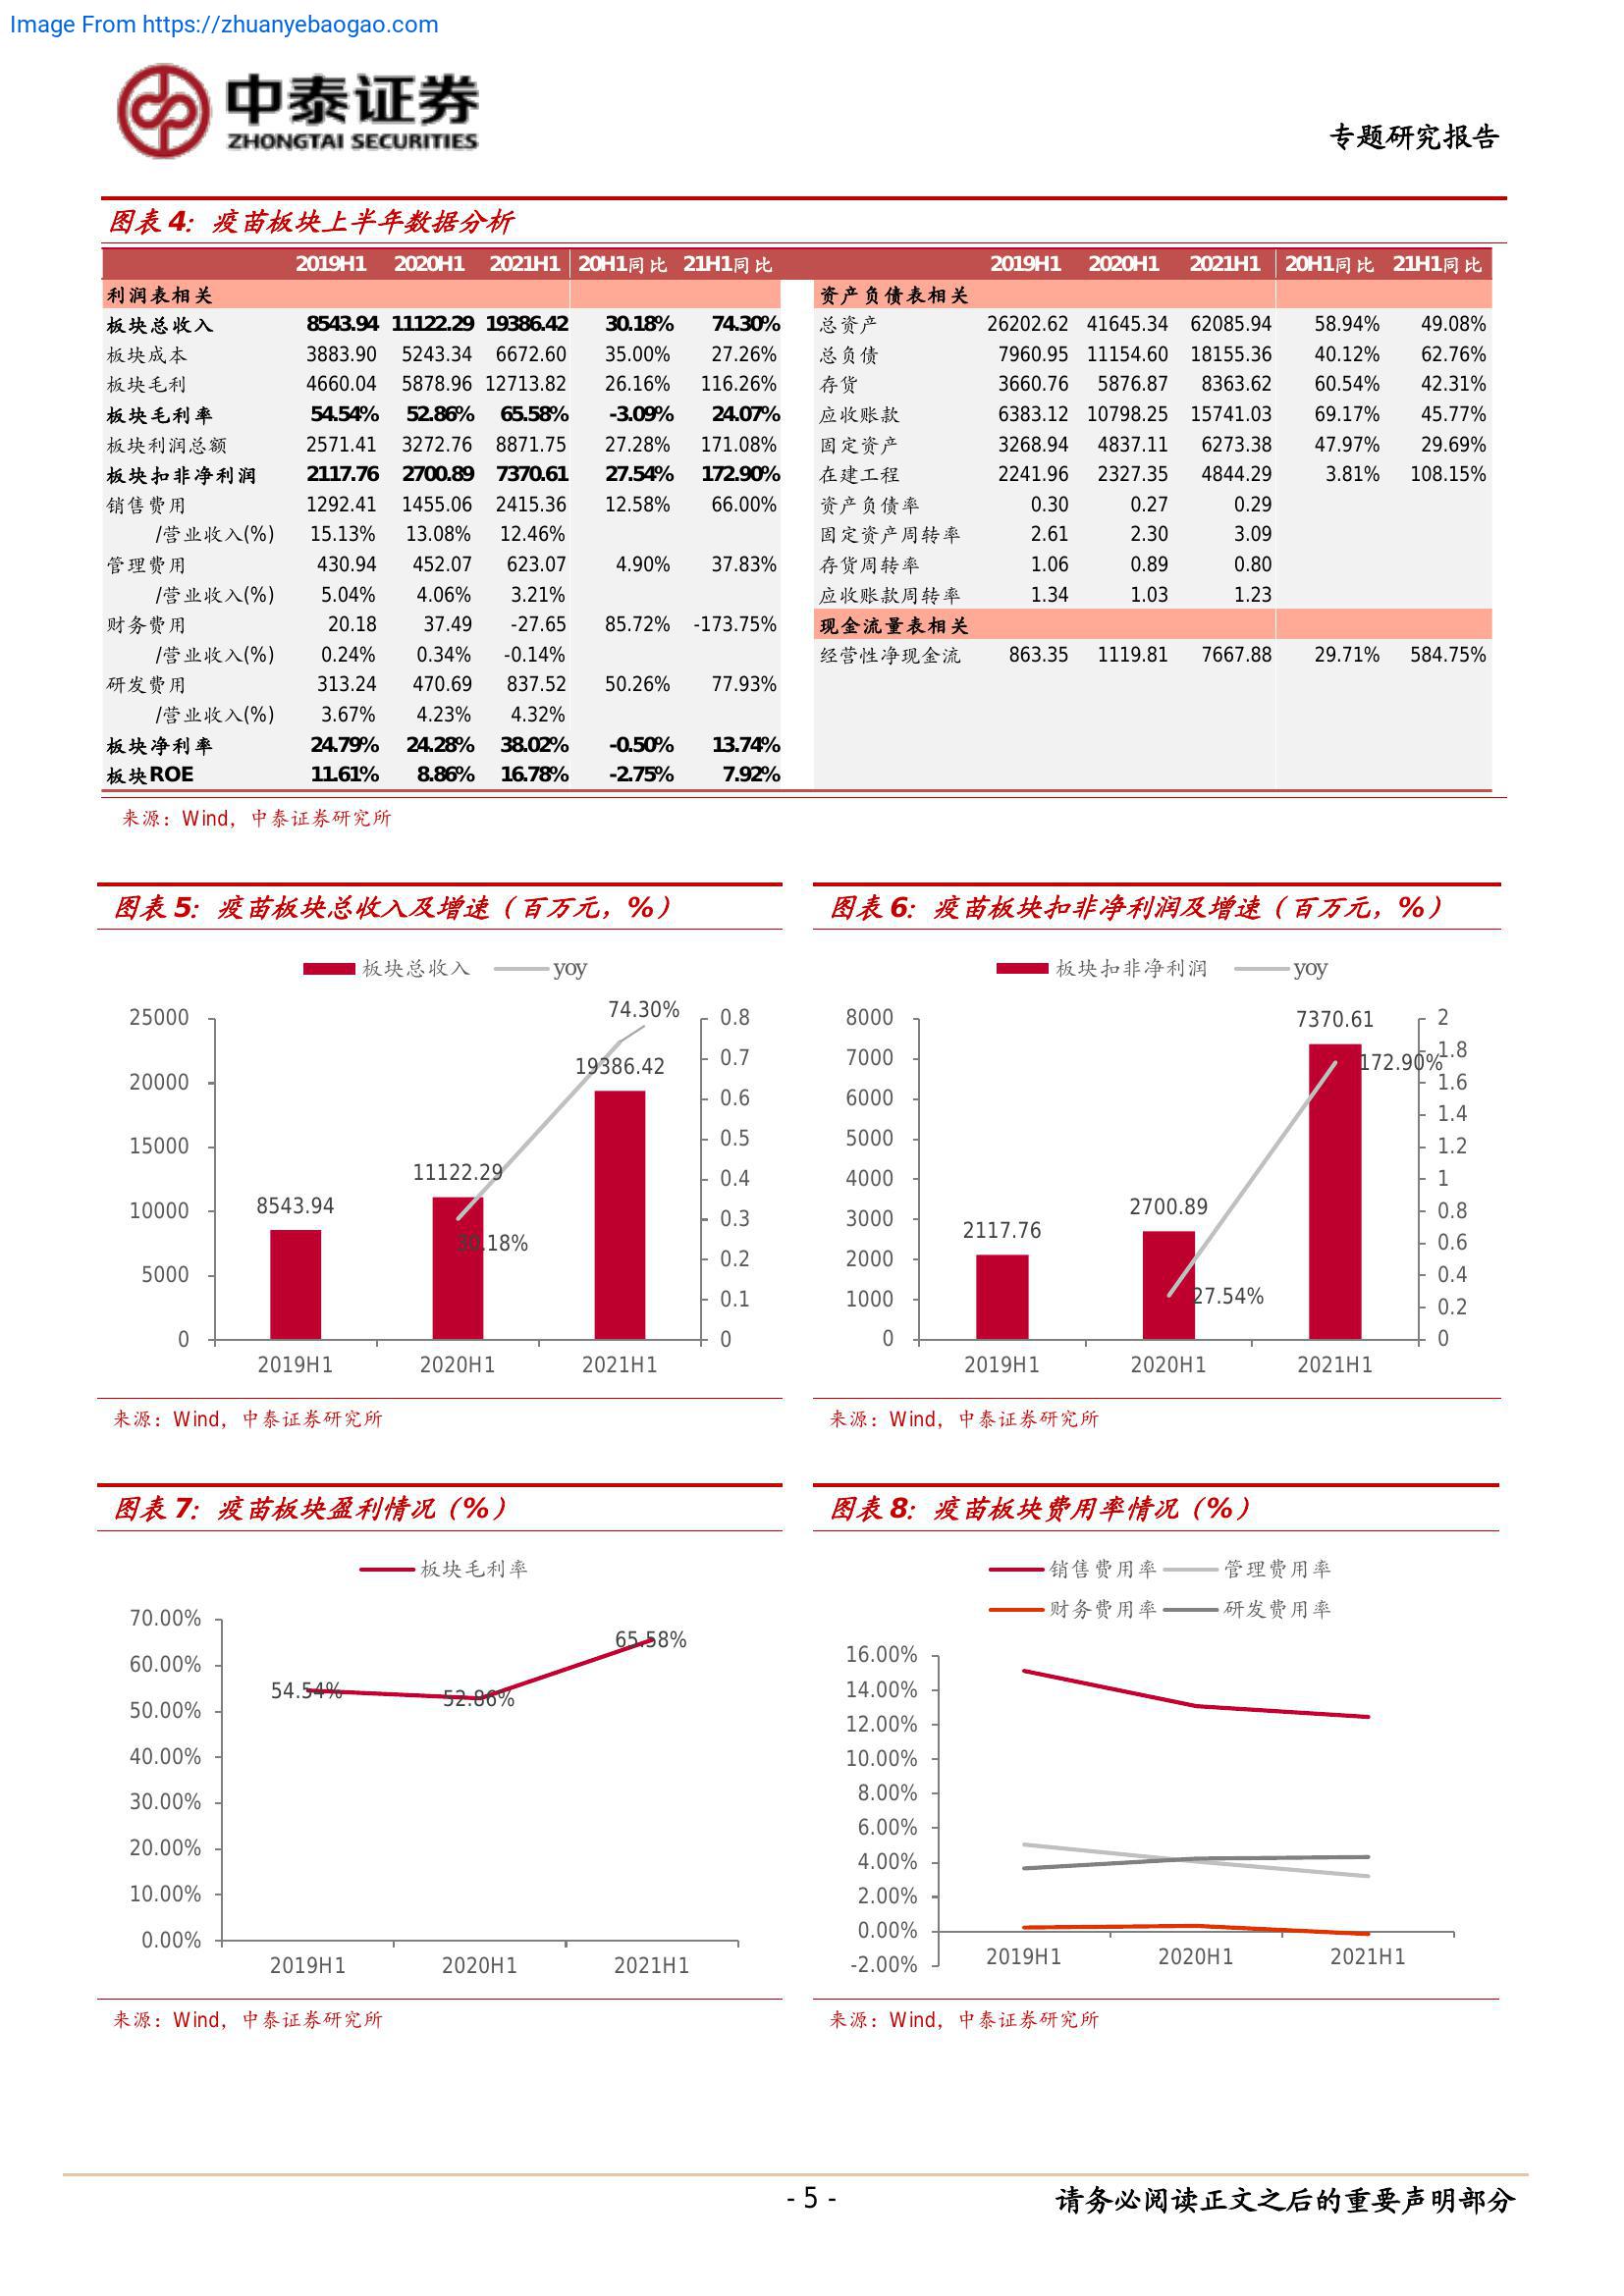 Image From https://zhuanyebaogao.com
中泰证券
ZHONGTAI SECURITIES
专题研究报告
图表 4：疫苗板块上半年数据分析
2019H1 2020H1 2021H1 20H1同比 21H1同比 2019H1 2020H1 2021H1 20H1同比 21H1同比
利润表相关 资产负债表相关
板块总收入 8543.94 11122.29 19386.42 30.18% 74.30% 总资产 26202.62 41645.34 62085.94 58.94% 49.08%
板块成本 3883.90 5243.34 6672.60 35.00% 27.26% 总负债 7960.95 11154.60 18155.36 40.12% 62.76%
板块毛利 4660.04 5878.96 12713.82 26.16% 116.26% 存货 3660.76 5876.87 8363.62 60.54% 42.31%
板块毛利率 54.54% 52.86% 65.58% -3.09% 24.07% 应收账款 6383.12 10798.25 15741.03 69.17% 45.77%
板块利润总额 2571.41 3272.76 8871.75 27.28% 171.08% 固定资产 3268.94 4837.11 6273.38 47.97% 29.69%
板块扣非净利润 2117.76 2700.89 7370.61 27.54% 172.90% 在建工程 2241.96 2327.35 4844.29 3.81% 108.15%
销售费用 1292.41 1455.06 2415.36 12.58% 66.00% 资产负债率 0.30 0.27 0.29
/营业收入(%) 15.13% 13.08% 12.46% 固定资产周转率 2.61 2.30 3.09
管理费用 430.94 452.07 623.07 4.90% 37.83% 存货周转率 1.06 0.89 0.80
/营业收入(%) 5.04% 4.06% 3.21% 应收账款周转率 1.34 1.03 1.23
财务费用 20.18 37.49 -27.65 85.72% -173.75% 现金流量表相关
/营业收入(%) 0.24% 0.34% -0.14% 经营性净现金流 863.35 1119.81 7667.88 29.71% 584.75%
研发费用 313.24 470.69 837.52 50.26% 77.93%
/营业收入(%) 3.67% 4.23% 4.32%
板块净利率 24.79% 24.28% 38.02% -0.50% 13.74%
板块ROE 11.61% 8.86% 16.78% -2.75% 7.92%
来源：Wind，中泰证券研究所
图表 5：疫苗板块总收入及增速（百万元，%）
板块总收入 yoy
25000
20000
15000
10000
5000
0
8543.94
11122.29
19386.42
30.18%
74.30%
0.8
0.7
0.6
0.5
0.4
0.3
0.2
0.1
0
2019H1 2020H1 2021H1
来源：Wind，中泰证券研究所
图表 6：疫苗板块扣非净利润及增速（百万元，%）
板块扣非净利润 yoy
8000
7000
6000
5000
4000
3000
2000
1000
0
2117.76
2700.89
7370.61
27.54%
172.90%
2
1.8
1.6
1.4
1.2
1
0.8
0.6
0.4
0.2
0
2019H1 2020H1 2021H1
来源：Wind，中泰证券研究所
图表 7：疫苗板块盈利情况（%）
板块毛利率
70.00%
60.00%
50.00%
40.00%
30.00%
20.00%
10.00%
0.00%
54.54%
52.86%
65.58%
2019H1 2020H1 2021H1
来源：Wind，中泰证券研究所
图表 8：疫苗板块费用率情况（%）
销售费用率 管理费用率
财务费用率 研发费用率
16.00%
14.00%
12.00%
10.00%
8.00%
6.00%
4.00%
2.00%
0.00%
-2.00%
2019H1 2020H1 2021H1
来源：Wind，中泰证券研究所
- 5 -
请务必阅读正文之后的重要声明部分